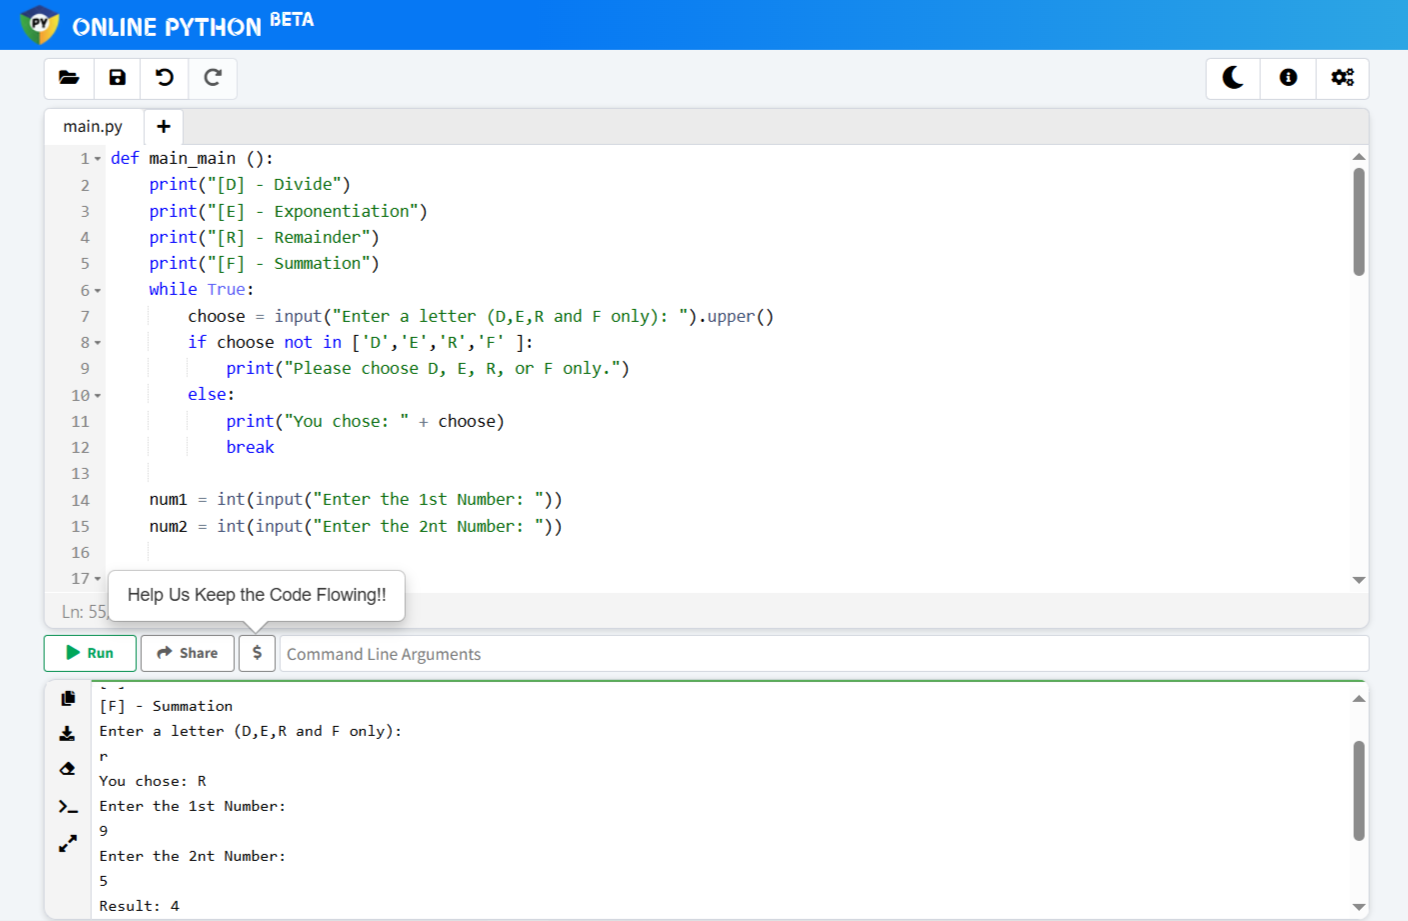 PY ONLINE PYTHON BETA
main.py +
1 def main_main ():
2     print("[D] - Divide")
3     print("[E] - Exponentiation")
4     print("[R] - Remainder")
5     print("[F] - Summation")
6     while True:
7         choose = input("Enter a letter (D,E,R and F only): ").upper()
8         if choose not in ['D','E','R','F' ]:
9             print("Please choose D, E, R, or F only.")
10         else:
11             print("You chose: " + choose)
12             break
13
14     num1 = int(input("Enter the 1st Number: "))
15     num2 = int(input("Enter the 2nt Number: "))
16
17
Help Us Keep the Code Flowing!!
Ln: 55,
Run Share $ Command Line Arguments
[F] - Summation
Enter a letter (D,E,R and F only):
r
You chose: R
Enter the 1st Number:
9
Enter the 2nt Number:
5
Result: 4